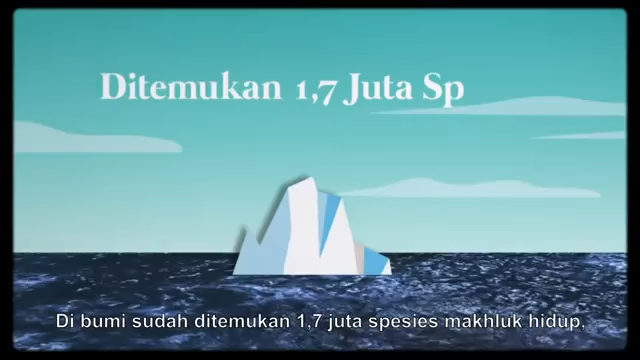 Ditemukan 1,7 Juta Sp
Di bumi sudah ditemukan 1,7 juta spesies makhluk hidup,